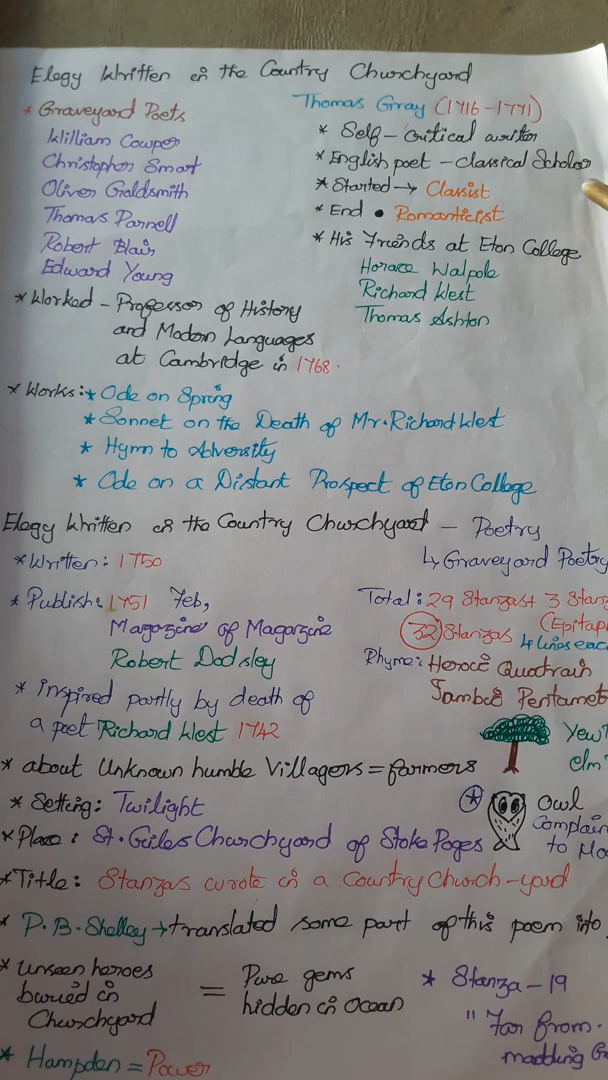 Elegy Written in the Country Churchyard
* Graveyard Poets
William Cowper
Christopher Smart
Oliver Goldsmith
Thomas Parnell
Robert Blair
Edward Young
Thomas Gray (1716-1771)
* Self-critical writer
* English poet - Classical Scholar
* Started → Classist
* End • Romanticist
* His Friends at Eton College
Horace Walpole
Richard West
Thomas Ashton
* Worked - Professor of History
and Modern Languages
at Cambridge in 1768.
* Works: * Ode on Spring
* Sonnet on the Death of Mr. Richard West
* Hymn to Adversity
* Ode on a Distant Prospect of Eton College
Elegy Written in the Country Churchyard - Poetry
↳ Graveyard Poetry
* Written: 1750
* Publish: 1751 Feb,
Magazine of Magazine
Robert Dodsley
Total: 29 Stanzas + 3 Stanz
(Epitap
32 Stanzas 4 lines eac
Rhyme: Heroic Quatrain
Iambic Pentamet
* inspired partly by death of
a poet Richard West 1742
Yew T
elm
* about Unknown humble Villagers = farmers
* Setting: Twilight
* Owl
Complain
to Moo
* Place: St. Giles Churchyard of Stoke Poges
* Title: Stanzas wrote in a Country Church-yard
* P.B. Shelley → translated some part of this poem into
* unseen heroes
buried in
Churchyard
= Pure gems
hidden in Ocean
* Stanza - 19
" Far from
madding
* Hampden = Power